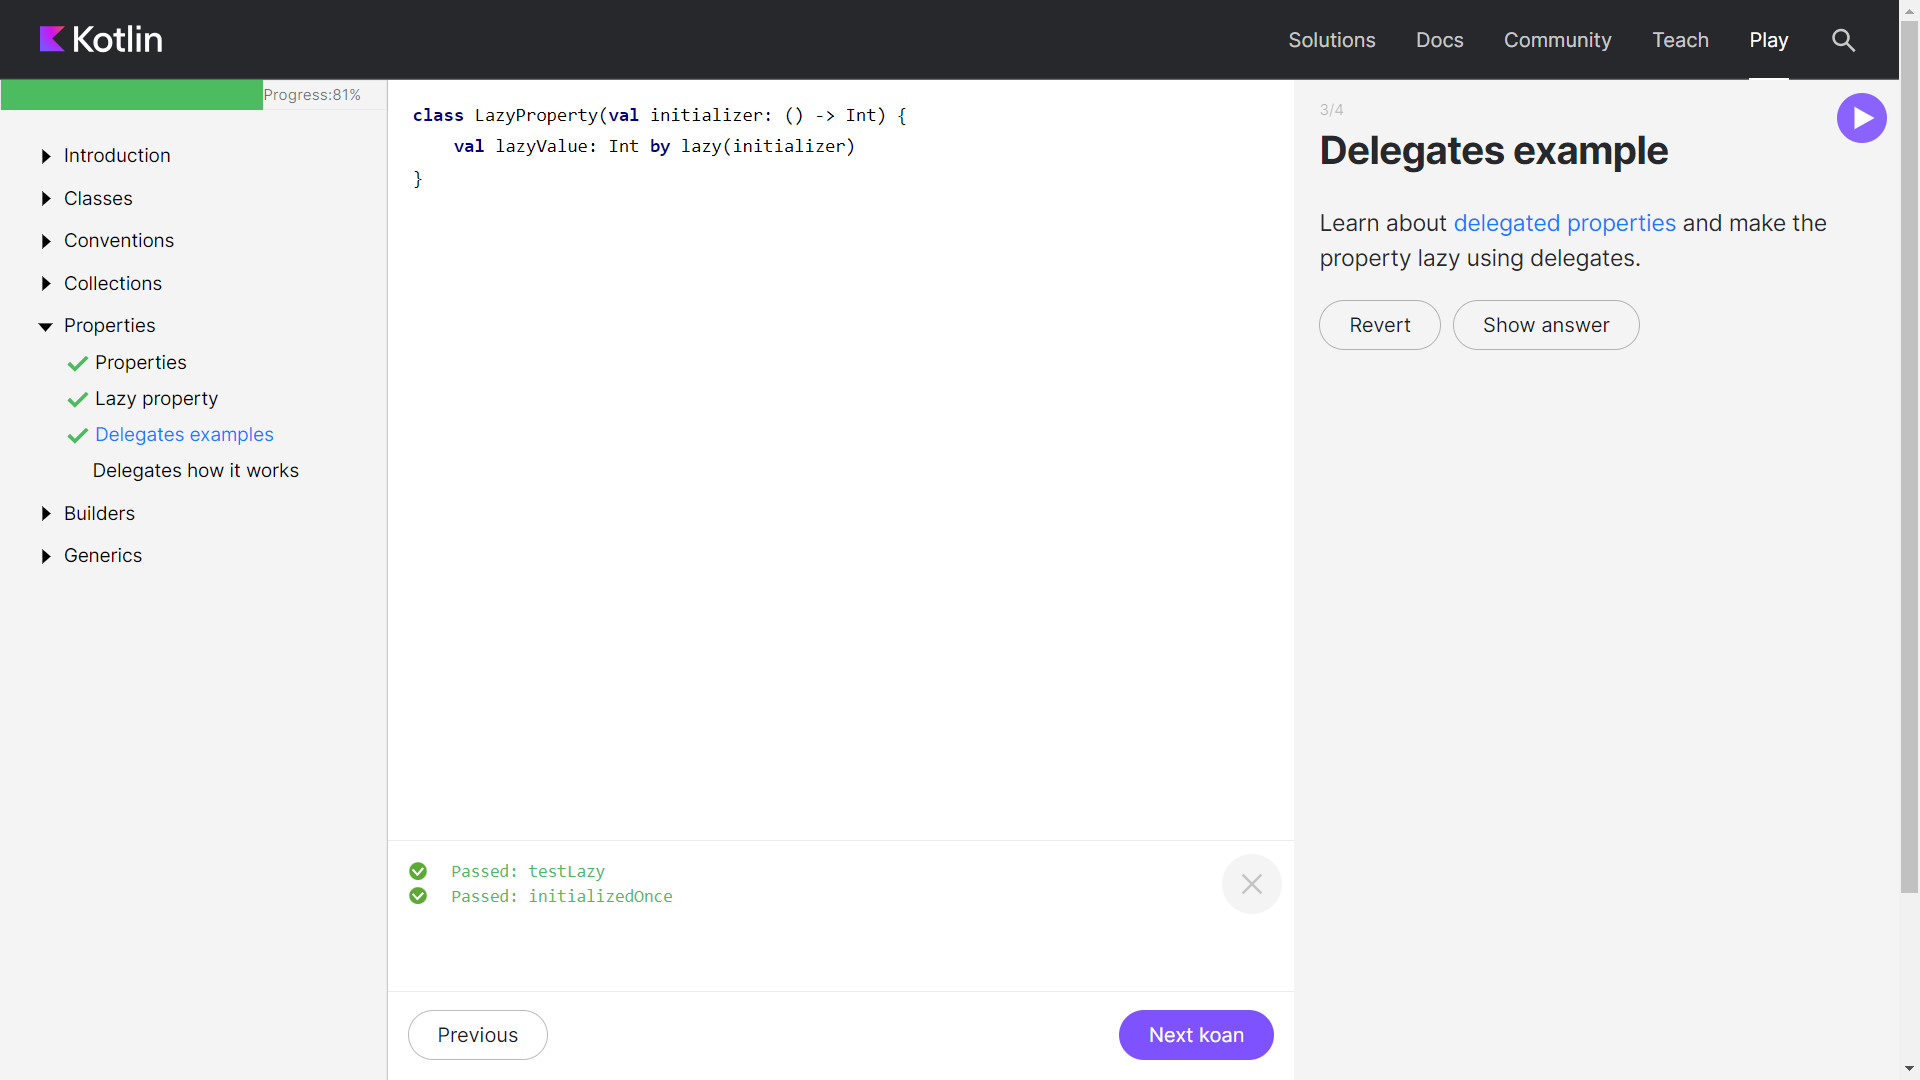 Kotlin
Solutions
Docs
Community
Teach
Play
Progress:81%
Introduction
Classes
Conventions
Collections
Properties
Properties
Lazy property
Delegates examples
Delegates how it works
Builders
Generics
class LazyProperty(val initializer: () -> Int) {
    val lazyValue: Int by lazy(initializer)
}
Passed: testLazy
Passed: initializedOnce
Previous
Next koan
3/4
Delegates example
Learn about delegated properties and make the
property lazy using delegates.
Revert
Show answer